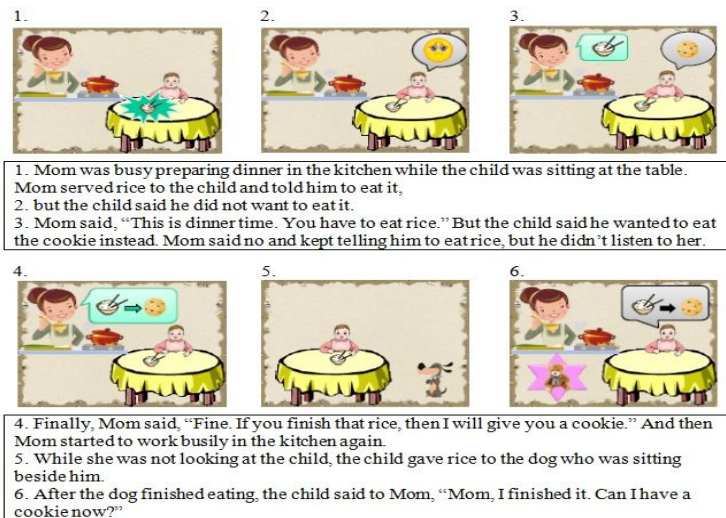 1.
2.
3.
1. Mom was busy preparing dinner in the kitchen while the child was sitting at the table.
Mom served rice to the child and told him to eat it,
2. but the child said he did not want to eat it.
3. Mom said, “This is dinner time. You have to eat rice.” But the child said he wanted to eat
the cookie instead. Mom said no and kept telling him to eat rice, but he didn’t listen to her.
4.
5.
6.
4. Finally, Mom said, “Fine. If you finish that rice, then I will give you a cookie.” And then
Mom started to work busily in the kitchen again.
5. While she was not looking at the child, the child gave rice to the dog who was sitting
beside him.
6. After the dog finished eating, the child said to Mom, “Mom, I finished it. Can I have a
cookie now?”